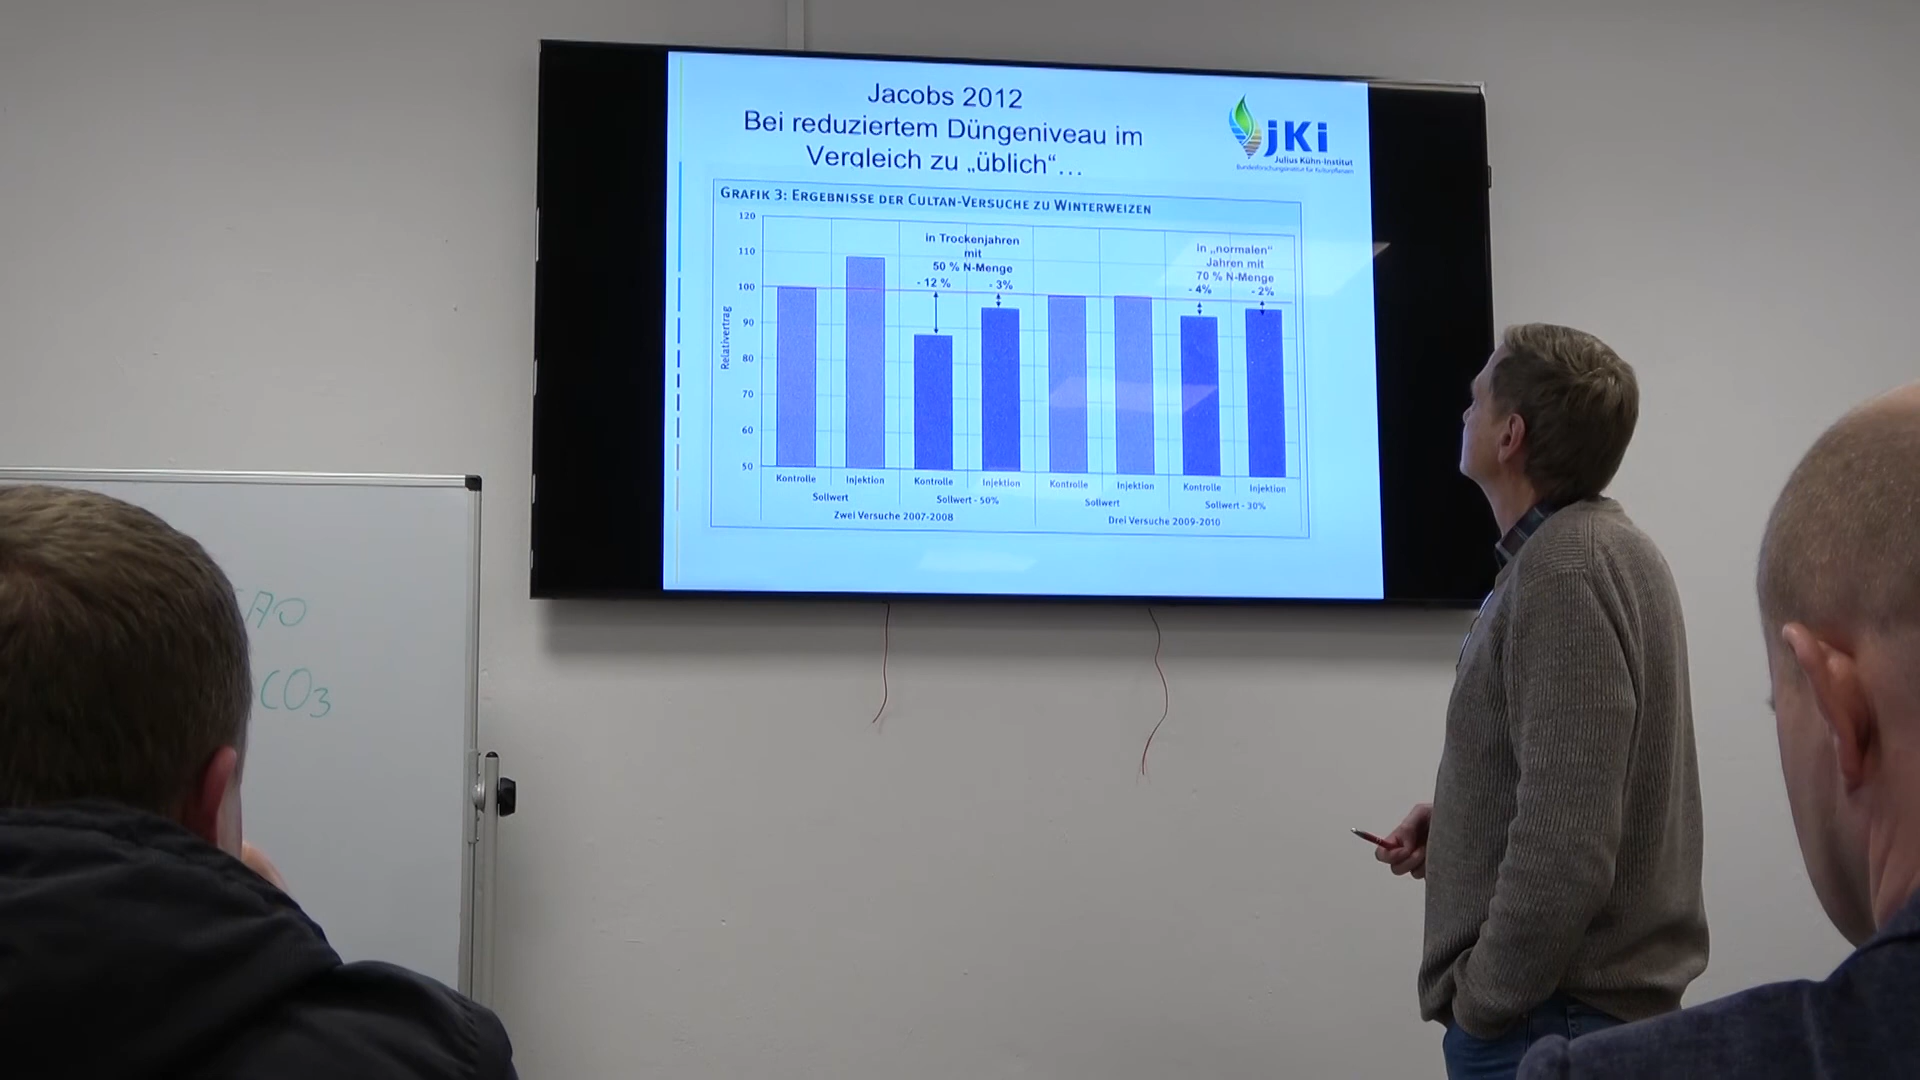 Jacobs 2012
Bei reduziertem Düngeniveau im
Vergleich zu „üblich“...
jKi
Julius Kühn-Institut
Bundesforschungsinstitut für Kulturpflanzen
GRAFIK 3: ERGEBNISSE DER CULTAN-VERSUCHE ZU WINTERWEIZEN
120
110
100
90
80
70
60
50
Relativertrag
in Trockenjahren
mit
50 % N-Menge
- 12 % - 3%
in „normalen“
Jahren mit
70 % N-Menge
- 4% - 2%
Kontrolle Injektion Kontrolle Injektion Kontrolle Injektion Kontrolle Injektion
Sollwert Sollwert - 50% Sollwert Sollwert - 30%
Zwei Versuche 2007-2008 Drei Versuche 2009-2010
CO3